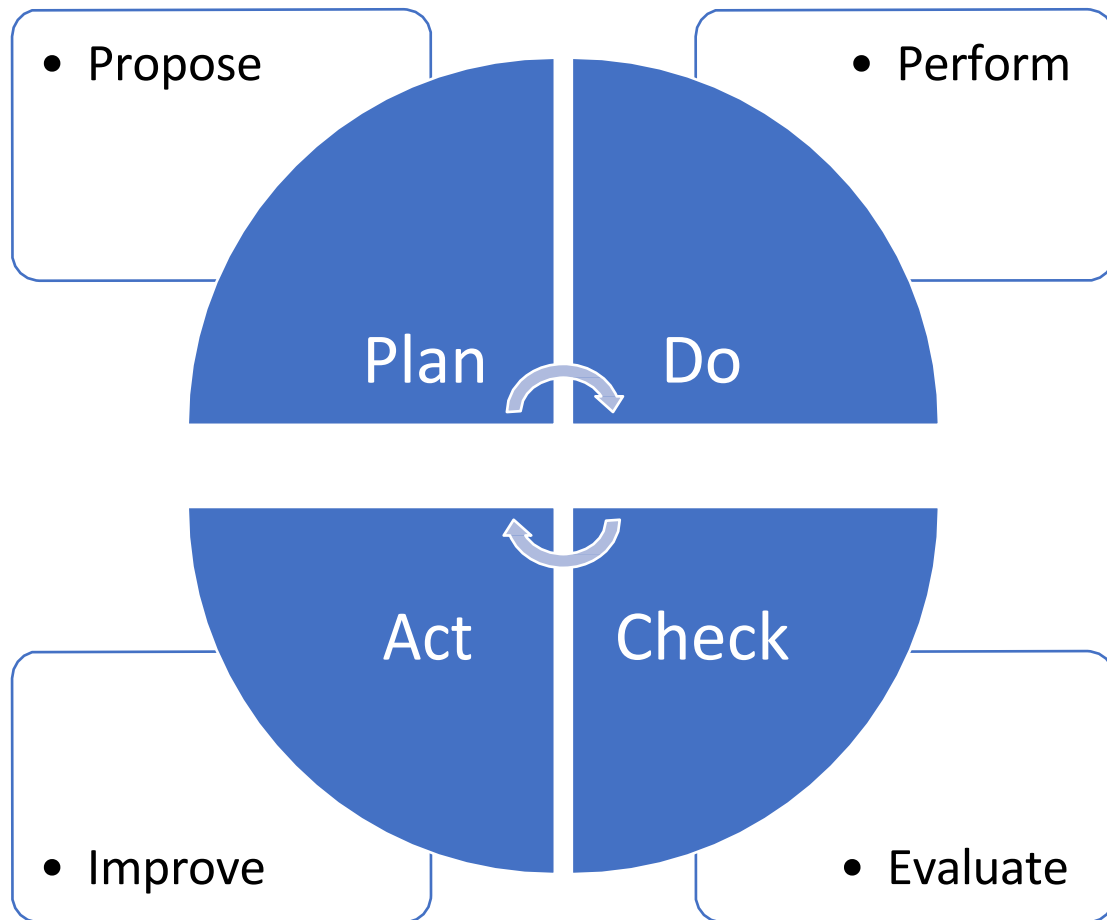 • Propose
• Perform
Plan
Do
Act
Check
• Improve
• Evaluate